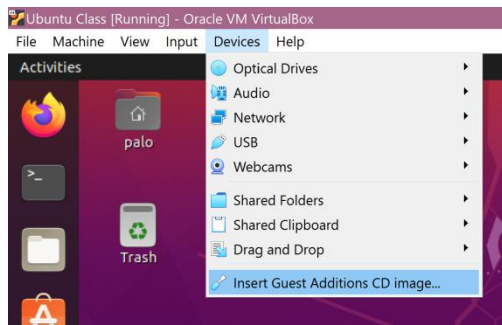 Ubuntu Class [Running] - Oracle VM VirtualBox
File Machine View Input Devices Help
Activities
Optical Drives
Audio
Network
USB
Webcams
Shared Folders
Shared Clipboard
Drag and Drop
Insert Guest Additions CD image...
palo
>_
Trash